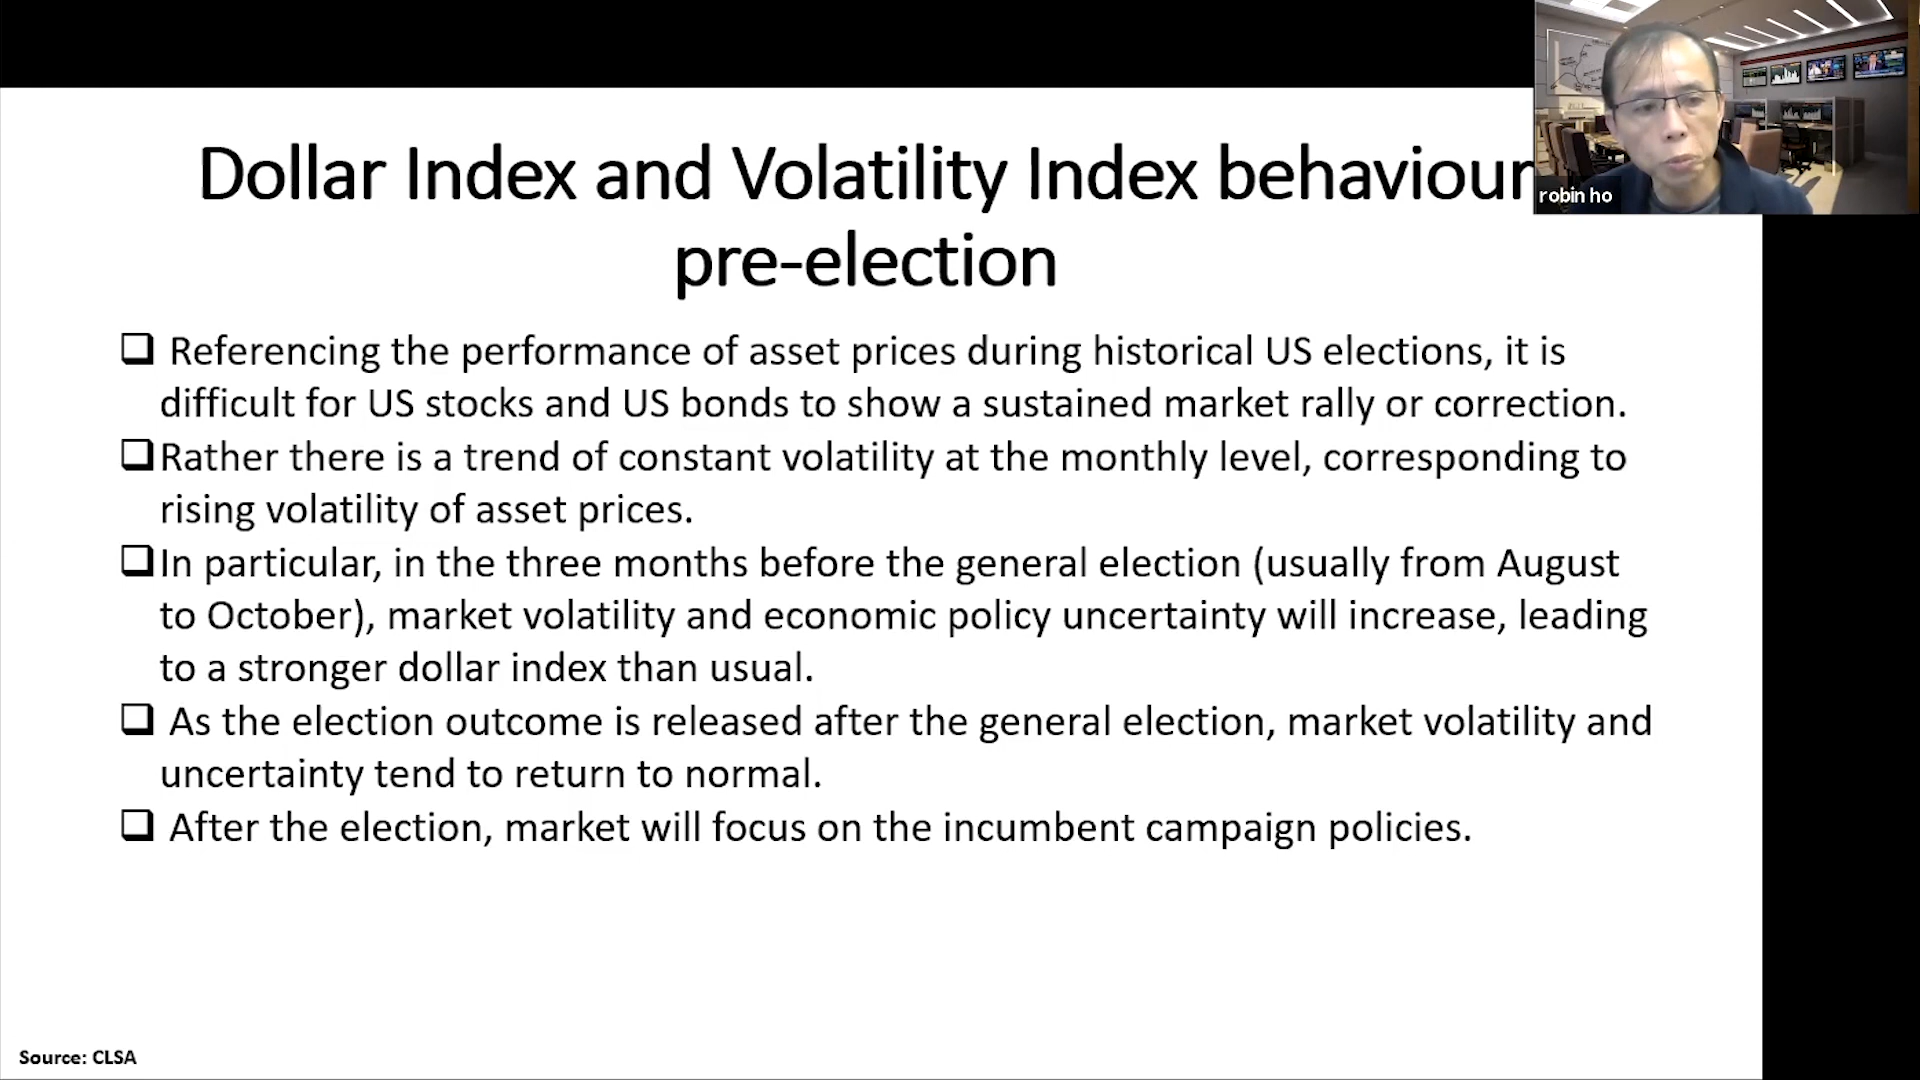 Dollar Index and Volatility Index behaviour
pre-election
robin ho
❑ Referencing the performance of asset prices during historical US elections, it is
difficult for US stocks and US bonds to show a sustained market rally or correction.
❑Rather there is a trend of constant volatility at the monthly level, corresponding to
rising volatility of asset prices.
❑In particular, in the three months before the general election (usually from August
to October), market volatility and economic policy uncertainty will increase, leading
to a stronger dollar index than usual.
❑ As the election outcome is released after the general election, market volatility and
uncertainty tend to return to normal.
❑ After the election, market will focus on the incumbent campaign policies.
Source: CLSA